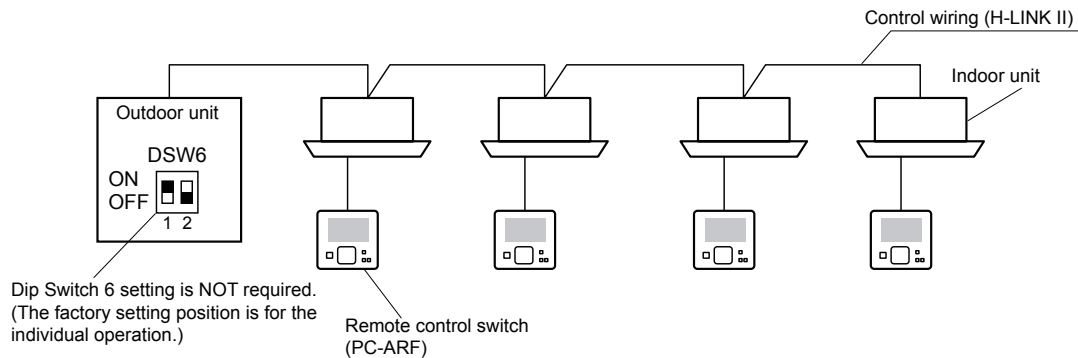 Control wiring (H-LINK II)
Indoor unit
Outdoor unit
DSW6
ON
OFF
1 2
Dip Switch 6 setting is NOT required.
(The factory setting position is for the
individual operation.)
Remote control switch
(PC-ARF)